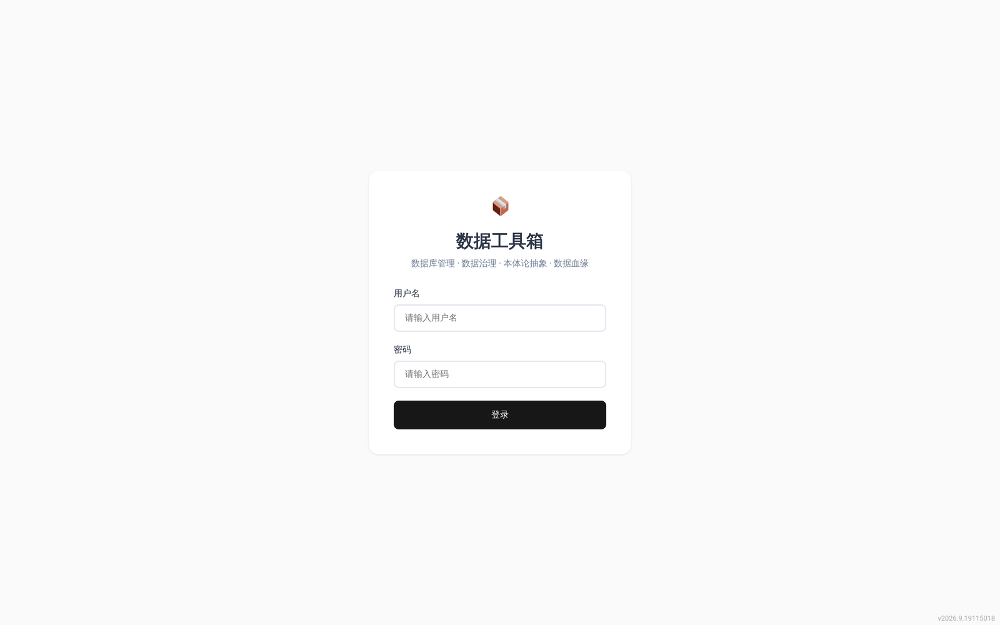 数据工具箱
数据库管理 · 数据治理 · 本体论抽象 · 数据血缘
用户名
请输入用户名
密码
请输入密码
登录
v2026.9.19115018